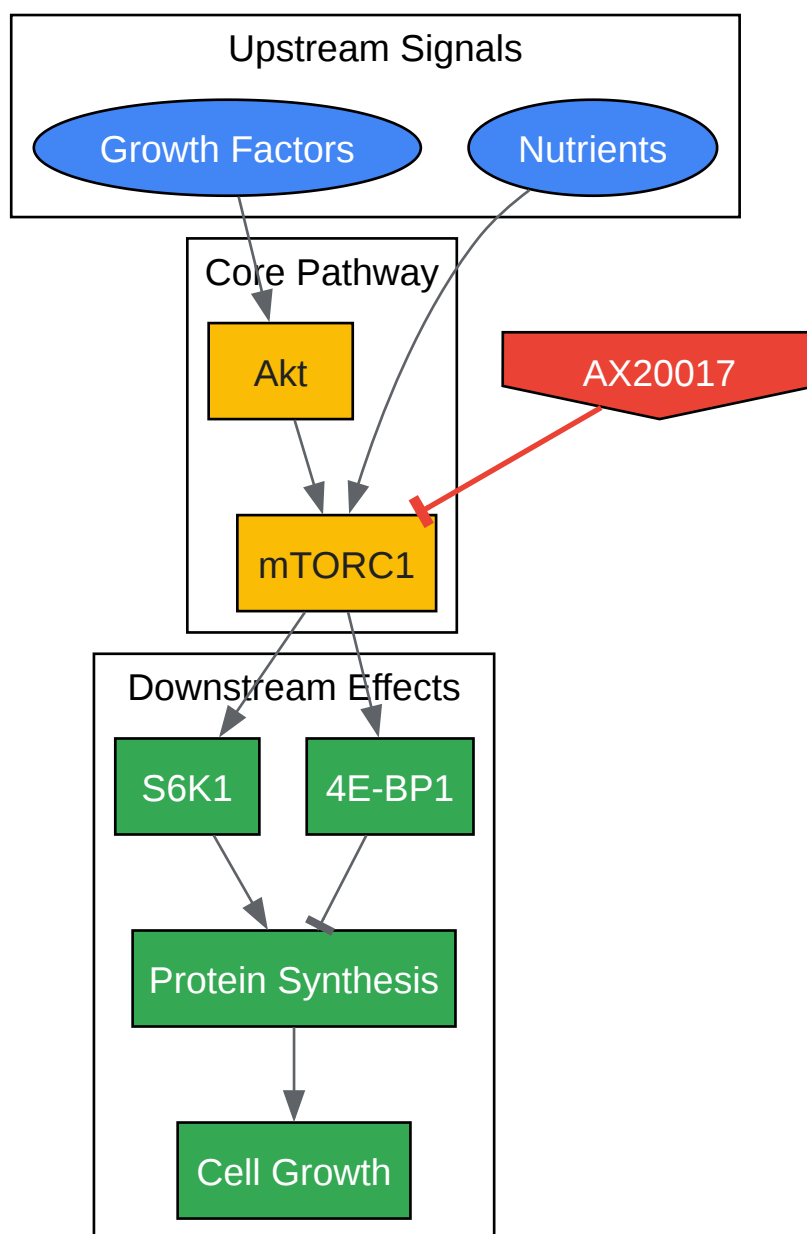 Upstream Signals
Growth Factors
Nutrients
Core Pathway
Akt
AX20017
mTORC1
Downstream Effects
S6K1
4E-BP1
Protein Synthesis
Cell Growth